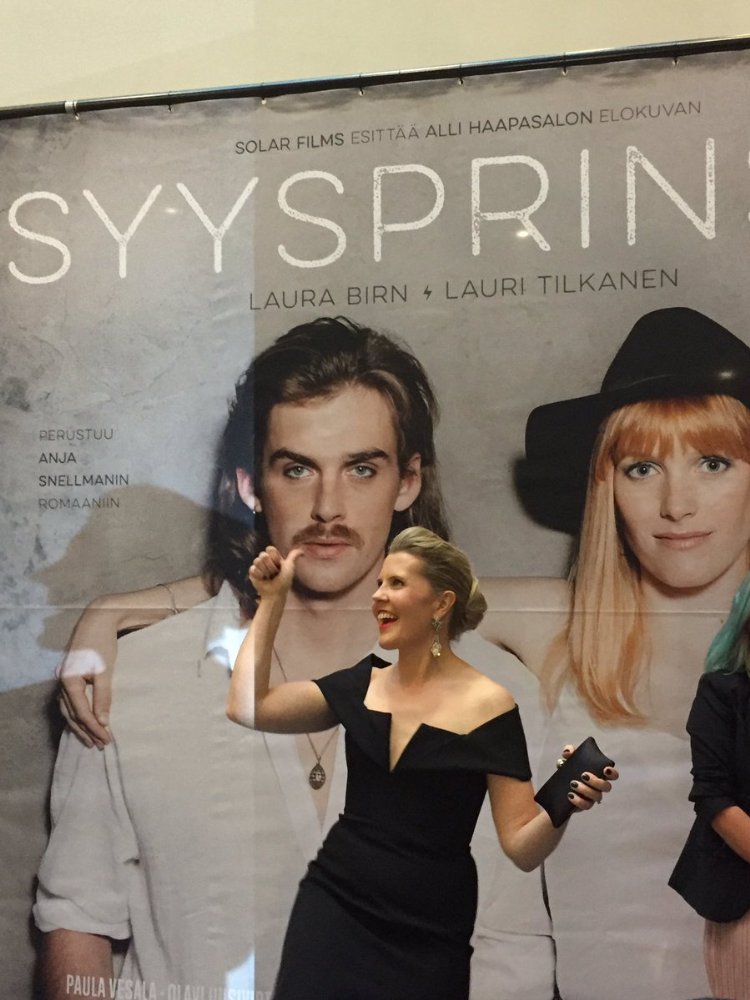 SOLAR FILMS ESITTÄÄ ALLI HAAPASALON ELOKUVAN
SYYSPRIN
LAURA BIRN LAURI TILKANEN
PERUSTUU
ANJA
SNELLMANIN
ROMAANIIN
PAULA VESALA